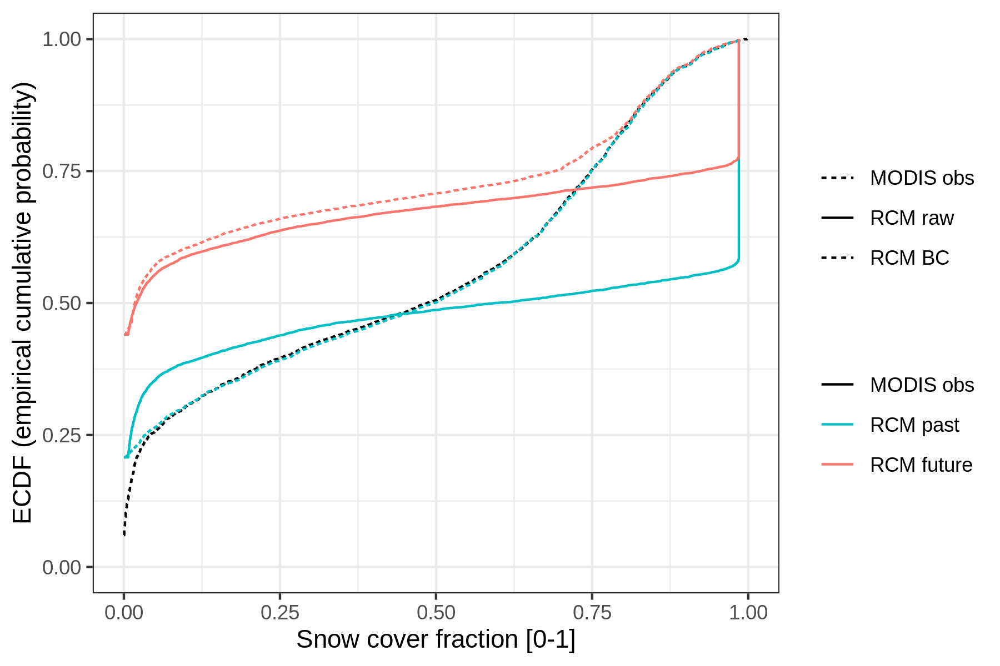 ECDF (empirical cumulative probability)
1.00
0.75
0.50
0.25
0.00
0.00
0.25
0.50
0.75
1.00
Snow cover fraction [0-1]
MODIS obs
RCM raw
RCM BC
MODIS obs
RCM past
RCM future